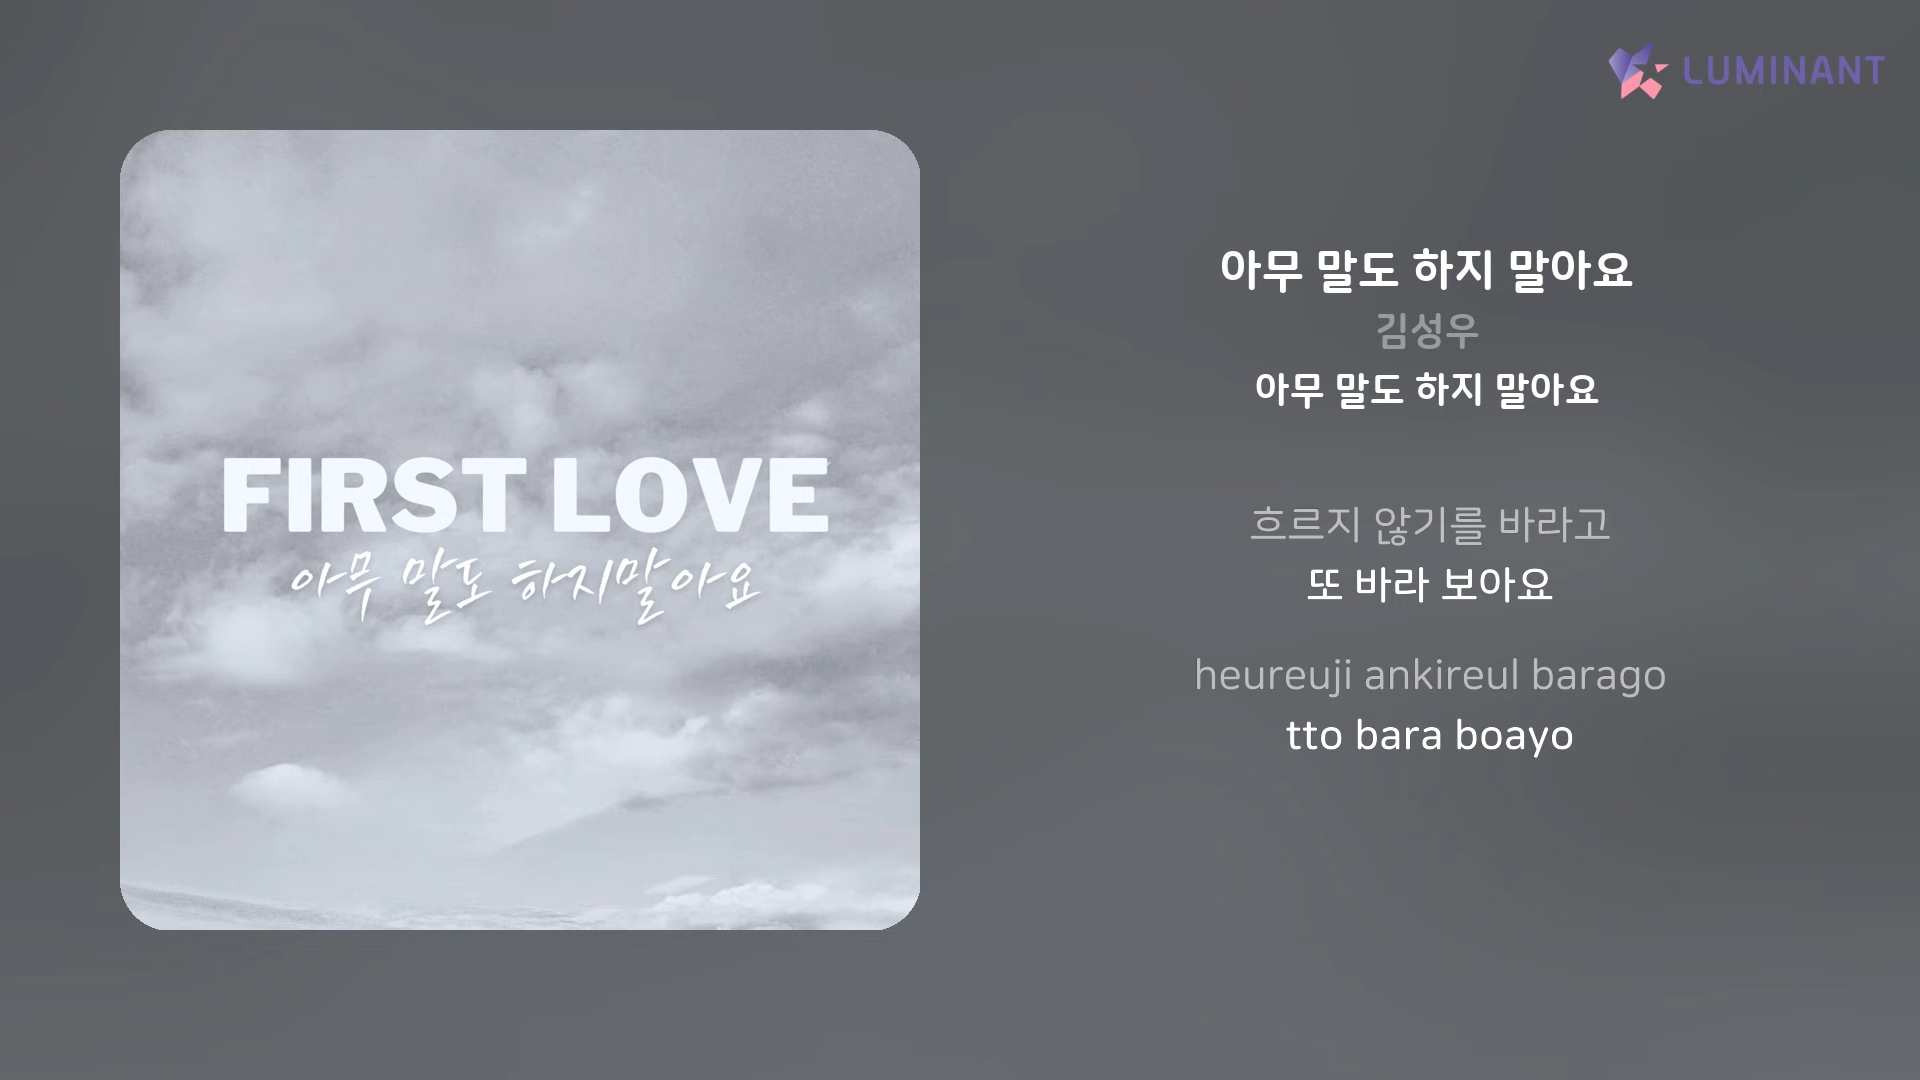 LUMINANT
FIRST LOVE
아무 말도 하지말아요
아무 말도 하지 말아요
김성우
아무 말도 하지 말아요
흐르지 않기를 바라고
또 바라 보아요
heureuji ankireul barago
tto bara boayo